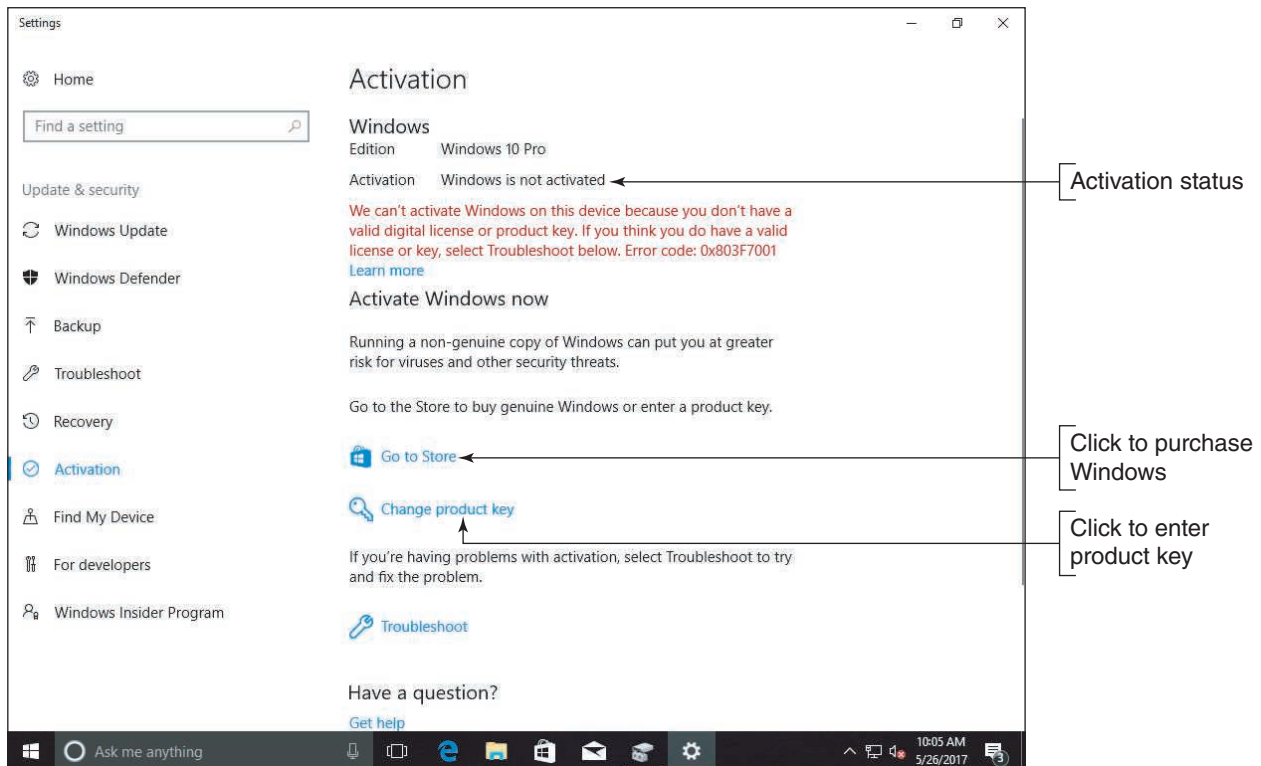 Settings
Home
Find a setting
Update & security
Windows Update
Windows Defender
Backup
Troubleshoot
Recovery
Activation
Find My Device
For developers
Windows Insider Program
Activation
Windows
Edition Windows 10 Pro
Activation Windows is not activated
We can't activate Windows on this device because you don't have a
valid digital license or product key. If you think you do have a valid
license or key, select Troubleshoot below. Error code: 0x803F7001
Learn more
Activate Windows now
Running a non-genuine copy of Windows can put you at greater
risk for viruses and other security threats.
Go to the Store to buy genuine Windows or enter a product key.
Go to Store
Change product key
If you're having problems with activation, select Troubleshoot to try
and fix the problem.
Troubleshoot
Have a question?
Get help
Activation status
Click to purchase
Windows
Click to enter
product key
Ask me anything
10:05 AM
5/26/2017
3